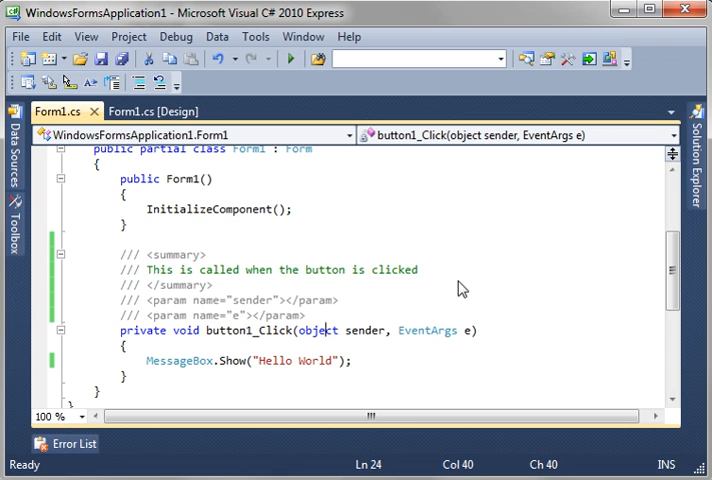 WindowsFormsApplication1 - Microsoft Visual C# 2010 Express
File Edit View Project Debug Data Tools Window Help
Form1.cs Form1.cs [Design]
WindowsFormsApplication1.Form1 button1_Click(object sender, EventArgs e)
Data Sources
Toolbox
Solution Explorer
public partial class Form1 : Form
{
public Form1()
{
InitializeComponent();
}
/// <summary>
/// This is called when the button is clicked
/// </summary>
/// <param name="sender"></param>
/// <param name="e"></param>
private void button1_Click(object sender, EventArgs e)
{
MessageBox.Show("Hello World");
}
}
}
100 %
Error List
Ready Ln 24 Col 40 Ch 40 INS